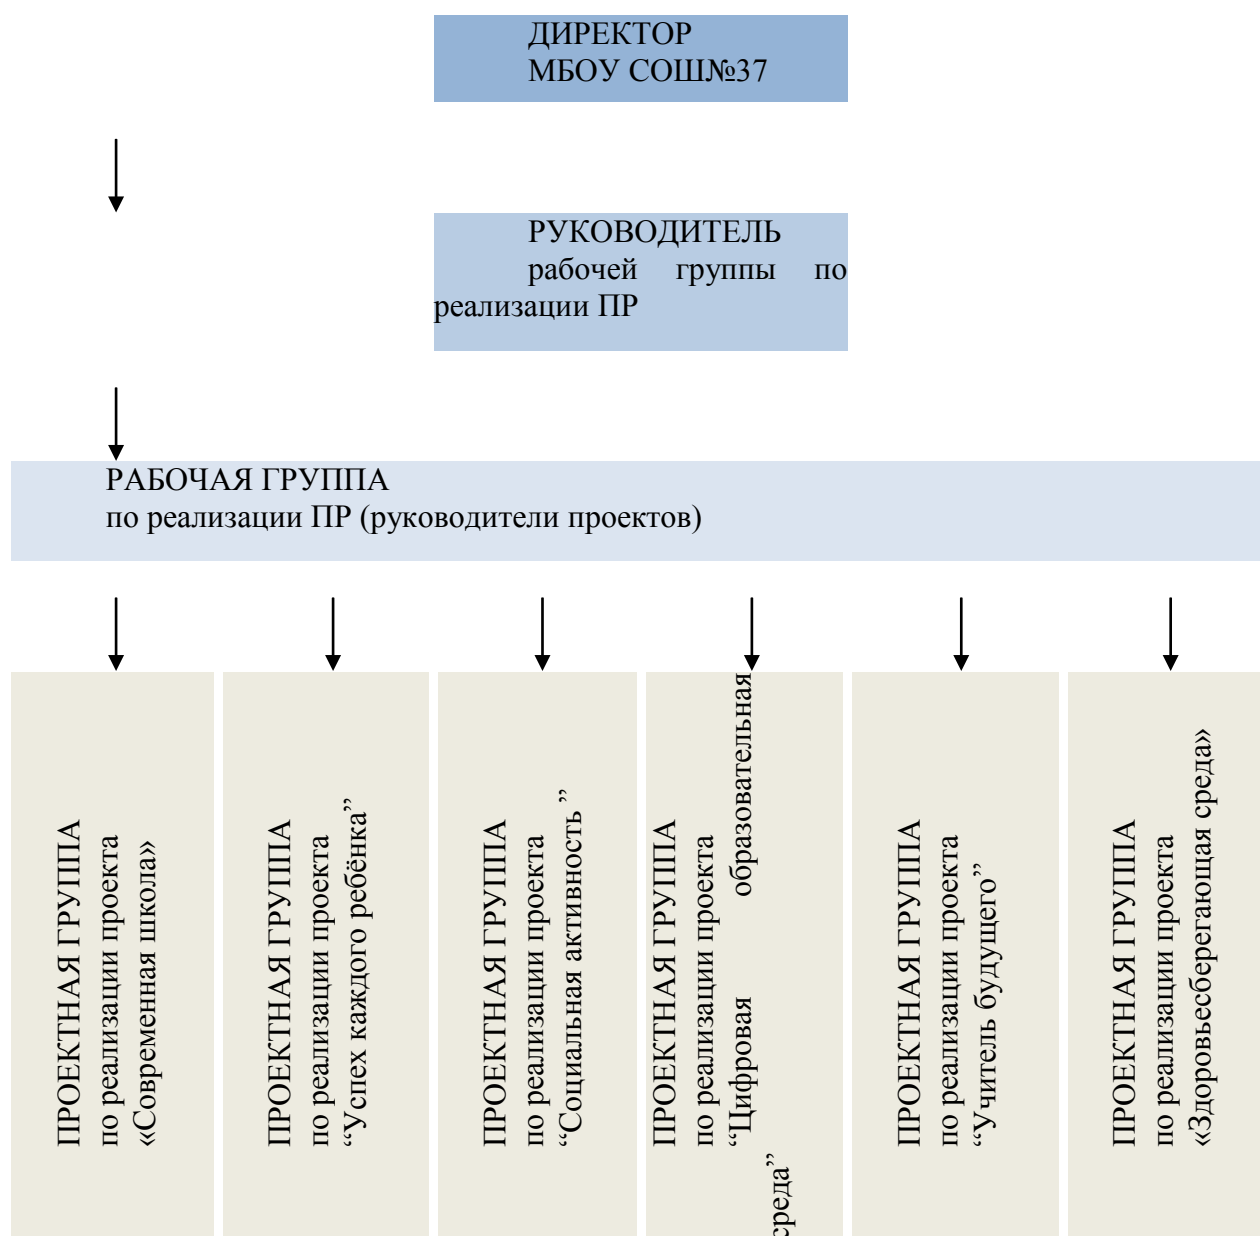 ДИРЕКТОР
МБОУ СОШ№37
РУКОВОДИТЕЛЬ
рабочей группы по
реализации ПР
РАБОЧАЯ ГРУППА
по реализации ПР (руководители проектов)
ПРОЕКТНАЯ ГРУППА
по реализации проекта
«Современная школа»
ПРОЕКТНАЯ ГРУППА
по реализации проекта
“Успех каждого ребёнка”
ПРОЕКТНАЯ ГРУППА
по реализации проекта
“Социальная активность ”
ПРОЕКТНАЯ ГРУППА
по реализации проекта
“Цифровая образовательная
среда”
ПРОЕКТНАЯ ГРУППА
по реализации проекта
“Учитель будущего”
ПРОЕКТНАЯ ГРУППА
по реализации проекта
«Здоровьесберегающая среда»